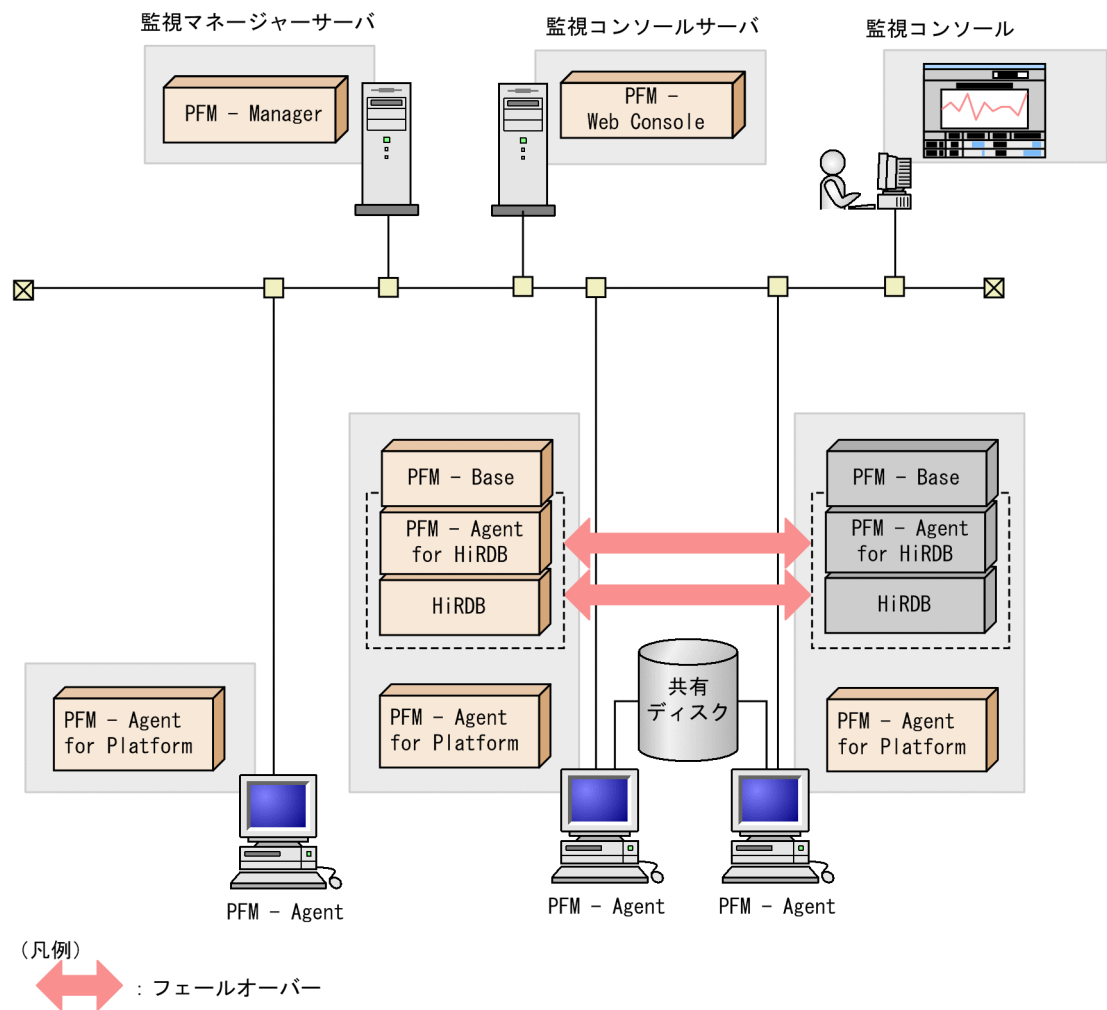 監視マネージャーサーバ
監視コンソールサーバ
監視コンソール
PFM － Manager
PFM －
Web Console
PFM － Base
PFM － Agent
for HiRDB
HiRDB
PFM － Base
PFM － Agent
for HiRDB
HiRDB
共有
ディスク
PFM － Agent
for Platform
PFM － Agent
for Platform
PFM － Agent
for Platform
PFM － Agent
PFM － Agent
PFM － Agent
（凡例）
：フェールオーバー